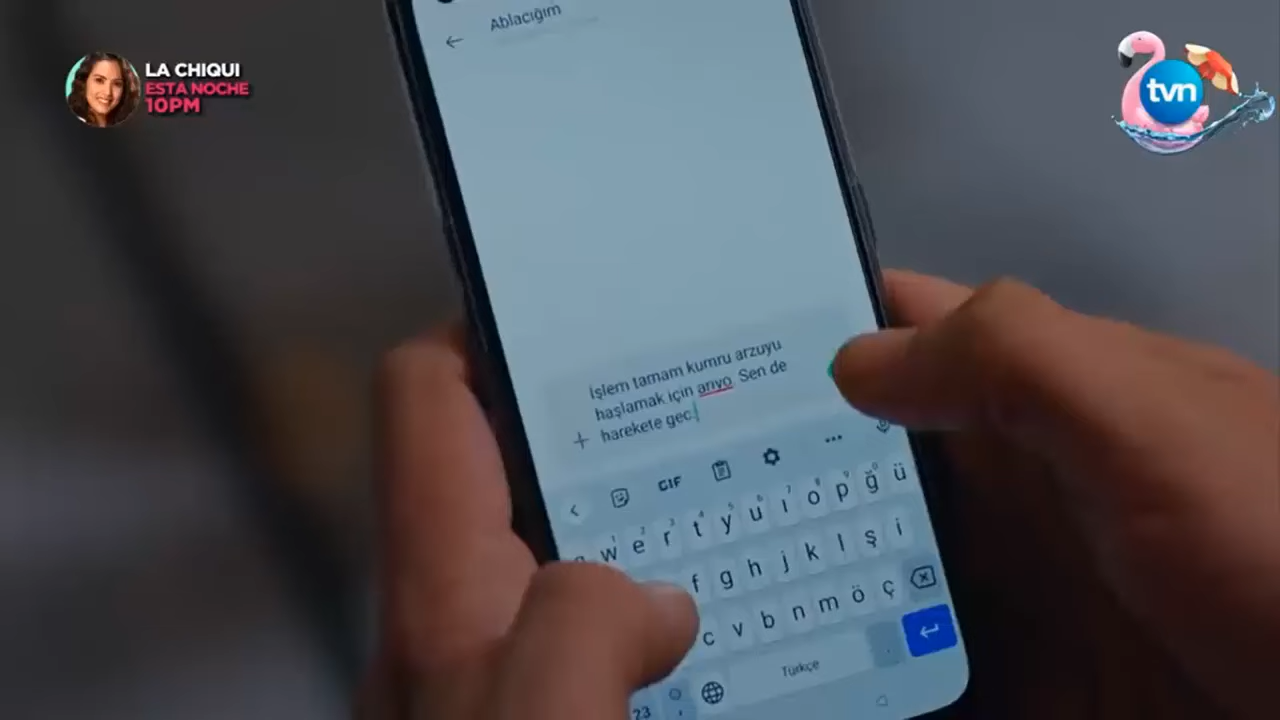 Ablacığım
LA CHIQUI
ESTA NOCHE
10PM
tvn
İşlem tamam kumru arzuyu
haşlamak için arıyo Sen de
harekete geç.
GIF
w e r t y u ı o p ğ ü
f g h j k l ş i
c v b n m ö ç
Türkçe